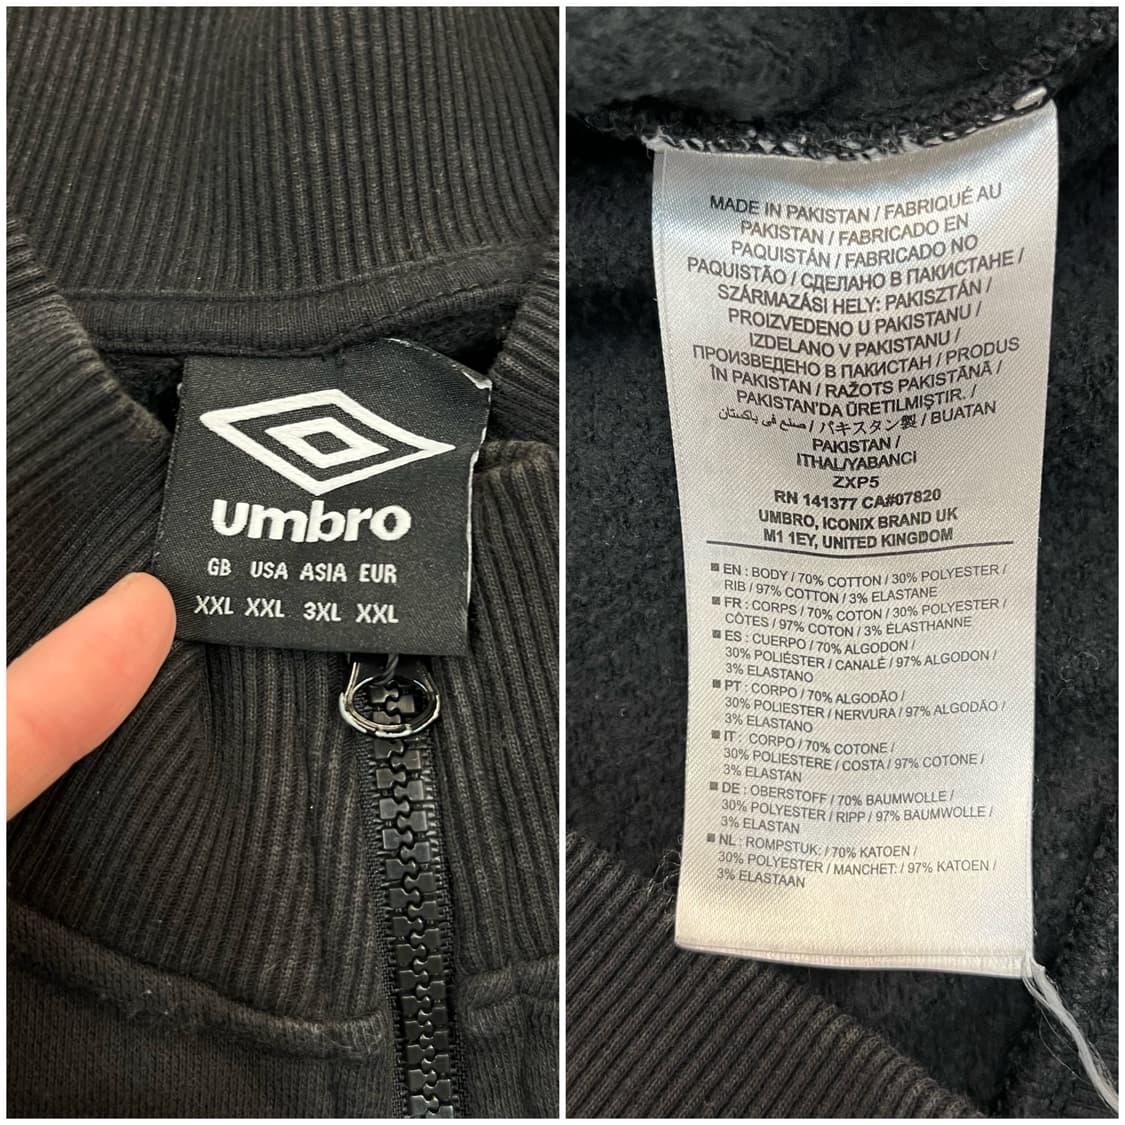 umbro
GB USA ASIA EUR
XXL XXL 3XL XXL
MADE IN PAKISTAN / FABRIQUÉ AU
PAKISTAN / FABRICADO EN
PAQUISTÁN / FABRICADO NO
PAQUISTÃO / СДЕЛАНО В ПАКИСТАНЕ /
SZÁRMAZÁSI HELY: PAKISZTÁN /
PROIZVEDENO U PAKISTANU /
IZDELANO V PAKISTANU /
ПРОИЗВЕДЕНО В ПАКИСТАН / PRODUS
ÎN PAKISTAN / RAŽOTS PAKISTĀNĀ /
PAKISTAN'DA ÜRETILMIŞTIR. /
صنع في باكستان / パキスタン製 / BUATAN
PAKISTAN /
ITHAL/YABANCI
ZXP5
RN 141377 CA#07820
UMBRO, ICONIX BRAND UK
M1 1EY, UNITED KINGDOM
EN : BODY / 70% COTTON / 30% POLYESTER /
RIB / 97% COTTON / 3% ELASTANE
FR : CORPS / 70% COTON / 30% POLYESTER /
CÔTES / 97% COTON / 3% ÉLASTHANNE
ES : CUERPO / 70% ALGODON /
30% POLIÉSTER / CANALÉ / 97% ALGODON /
3% ELASTANO
PT : CORPO / 70% ALGODÃO /
30% POLIESTER / NERVURA / 97% ALGODÃO /
3% ELASTANO
IT : CORPO / 70% COTONE /
30% POLIESTERE / COSTA / 97% COTONE /
3% ELASTAN
DE : OBERSTOFF / 70% BAUMWOLLE /
30% POLYESTER / RIPP / 97% BAUMWOLLE /
3% ELASTAN
NL : ROMPSTUK: / 70% KATOEN /
30% POLYESTER / MANCHET: / 97% KATOEN /
3% ELASTAAN